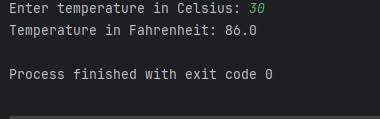 Enter temperature in Celsius: 30
Temperature in Fahrenheit: 86.0
Process finished with exit code 0